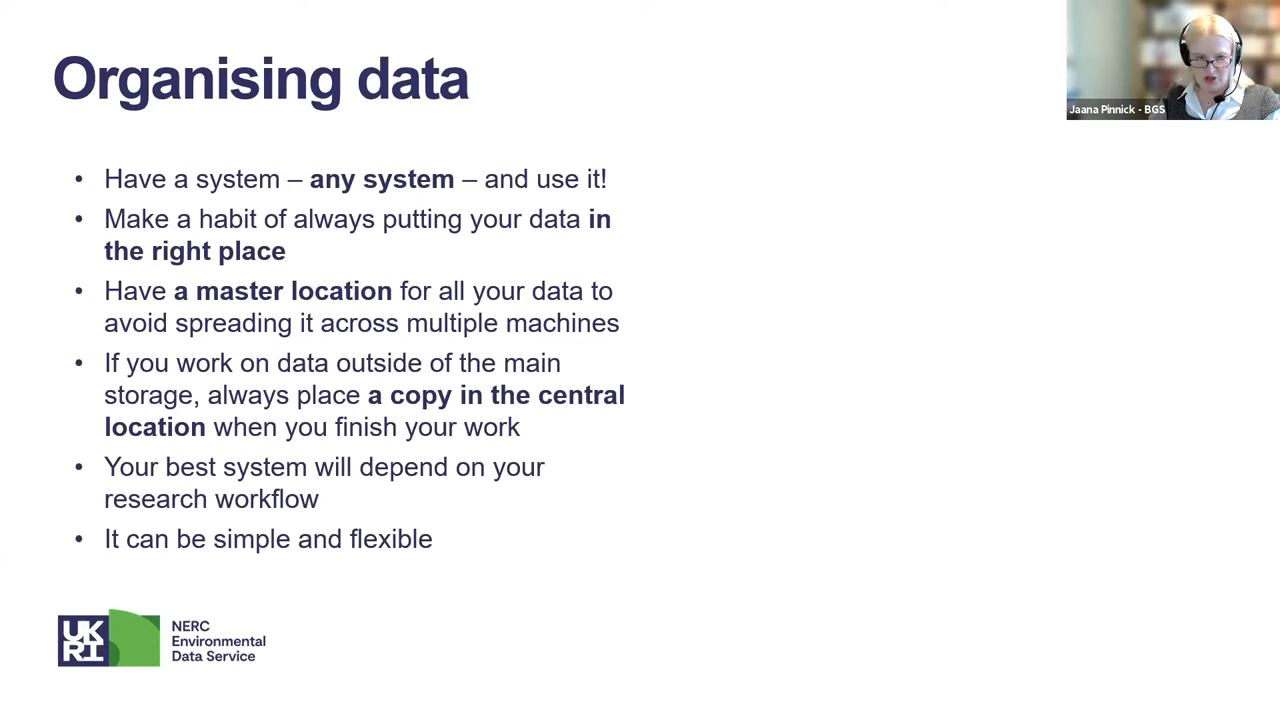 Organising data
Jaana Pinnick - BGS
• Have a system – any system – and use it!
• Make a habit of always putting your data in
the right place
• Have a master location for all your data to
avoid spreading it across multiple machines
• If you work on data outside of the main
storage, always place a copy in the central
location when you finish your work
• Your best system will depend on your
research workflow
• It can be simple and flexible
UK
RI
NERC
Environmental
Data Service